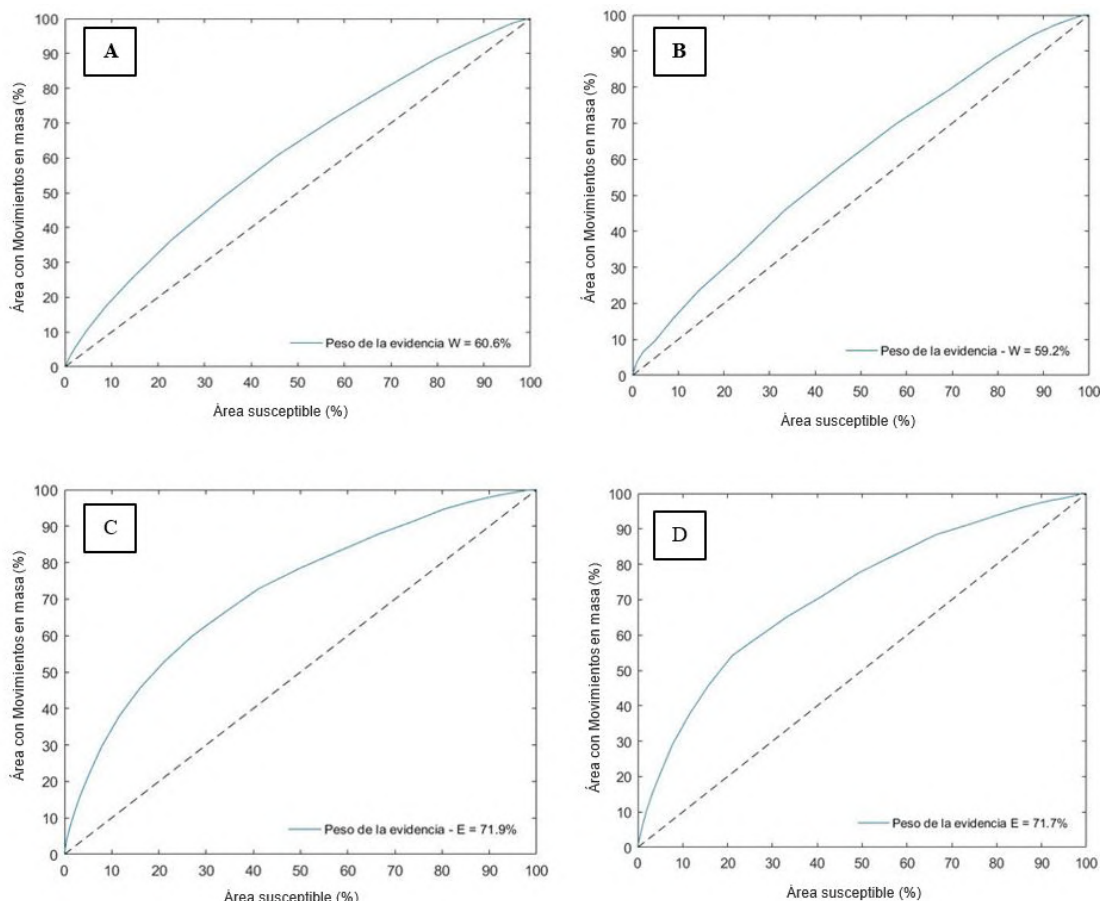 A
Área con Movimientos en masa (%)
100
90
80
70
60
50
40
30
20
10
0
Peso de la evidencia W = 60.6%
0 10 20 30 40 50 60 70 80 90 100
Área susceptible (%)
B
Área con Movimientos en masa (%)
100
90
80
70
60
50
40
30
20
10
0
Peso de la evidencia - W = 59.2%
0 10 20 30 40 50 60 70 80 90 100
Área susceptible (%)
C
Área con Movimientos en masa (%)
100
90
80
70
60
50
40
30
20
10
0
Peso de la evidencia - E = 71.9%
0 10 20 30 40 50 60 70 80 90 100
Área susceptible (%)
D
Área con Movimientos en masa (%)
100
90
80
70
60
50
40
30
20
10
0
Peso de la evidencia E = 71.7%
0 10 20 30 40 50 60 70 80 90 100
Área susceptible (%)